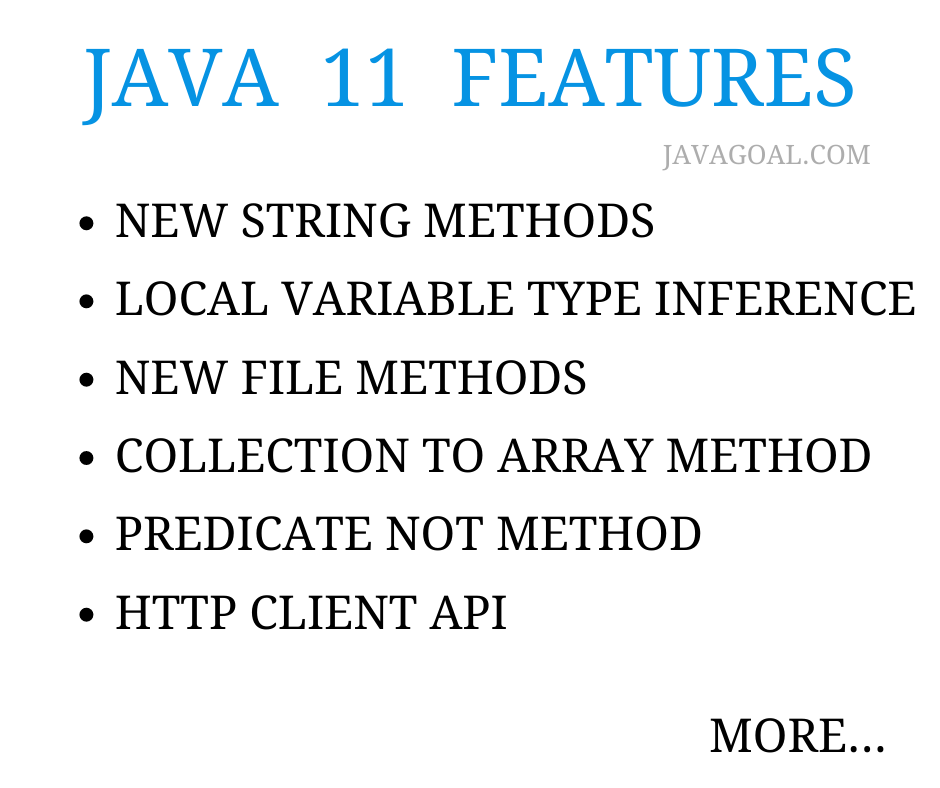 JAVA 11 FEATURES
JAVAGOAL.COM
• NEW STRING METHODS
• LOCAL VARIABLE TYPE INFERENCE
• NEW FILE METHODS
• COLLECTION TO ARRAY METHOD
• PREDICATE NOT METHOD
• HTTP CLIENT API
MORE...